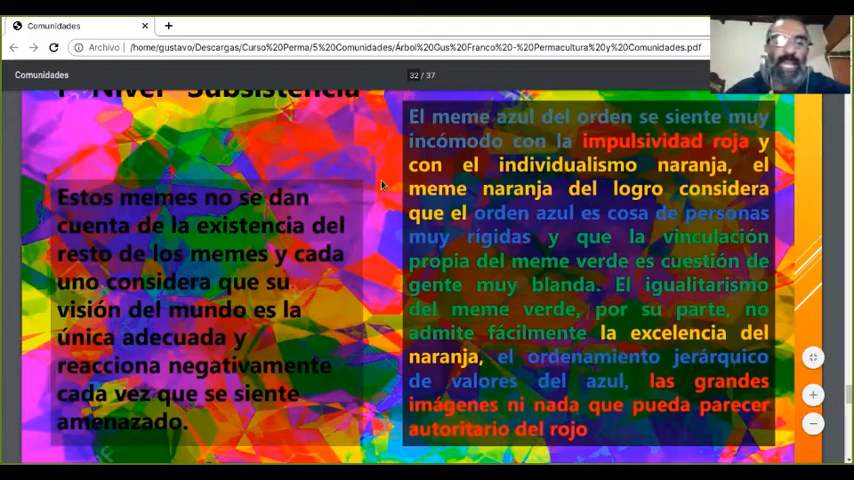 Comunidades
Archivo
/home/gustavo/Descargas/Curso%20Perma/5%20Comunidades/Árbol%20Gus%20Franco%20-%20Permacultura%20y%20Comunidades.pdf
Comunidades
32 / 37
1º Nivel Subsistencia
Estos memes no se dan
cuenta de la existencia del
resto de los memes y cada
uno considera que su
visión del mundo es la
única adecuada y
reacciona negativamente
cada vez que se siente
amenazado.
El meme azul del orden se siente muy
incómodo con la impulsividad roja y
con el individualismo naranja, el
meme naranja del logro considera
que el orden azul es cosa de personas
muy rígidas y que la vinculación
propia del meme verde es cuestión de
gente muy blanda. El igualitarismo
del meme verde, por su parte, no
admite fácilmente la excelencia del
naranja, el ordenamiento jerárquico
de valores del azul, las grandes
imágenes ni nada que pueda parecer
autoritario del rojo